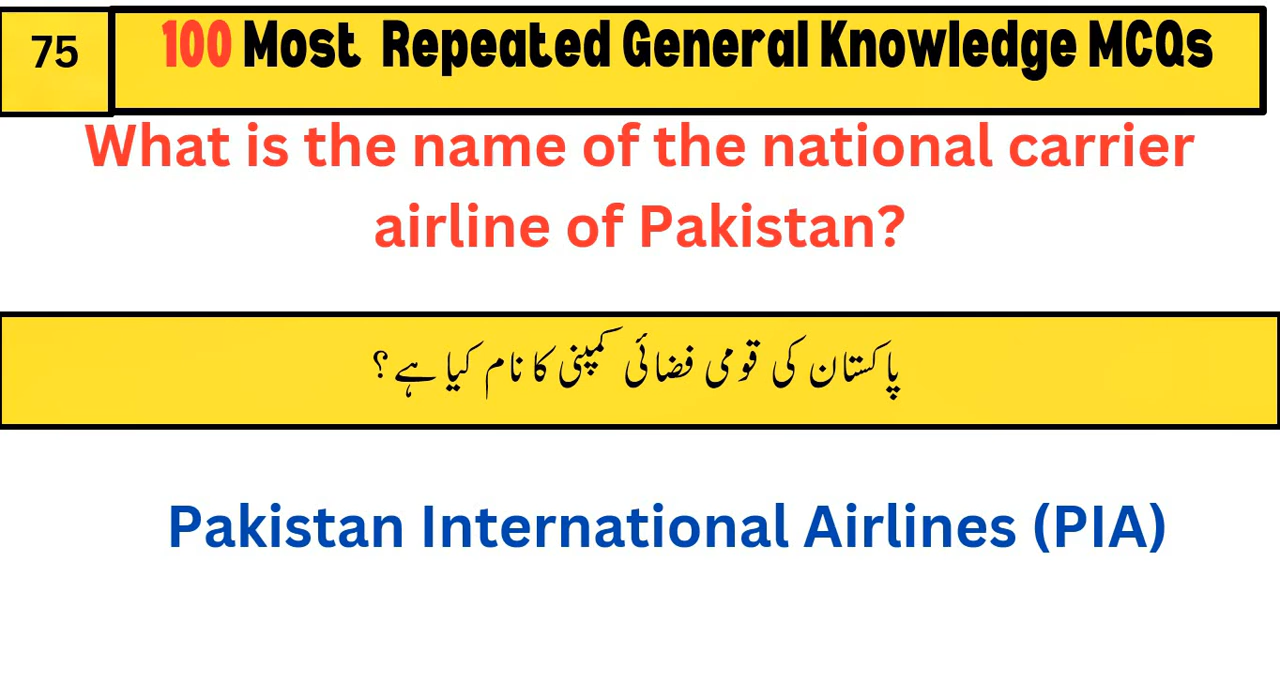 75
100 Most Repeated General Knowledge MCQs
What is the name of the national carrier
airline of Pakistan?
پاکستان کی قومی فضائی کمپنی کا نام کیا ہے ؟
Pakistan International Airlines (PIA)